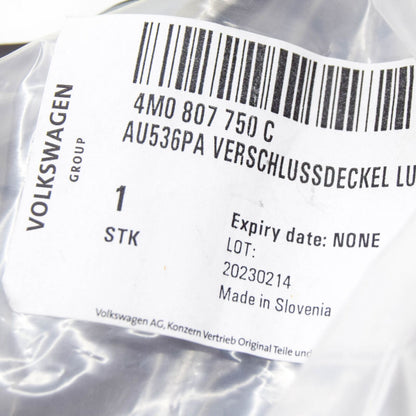 4M0 807 750 C
AU536PA VERSCHLUSSDECKEL LU
VOLKSWAGEN
GROUP
1
STK
Expiry date: NONE
LOT:
20230214
Made in Slovenia
Volkswagen AG, Konzern Vertrieb Original Teile und